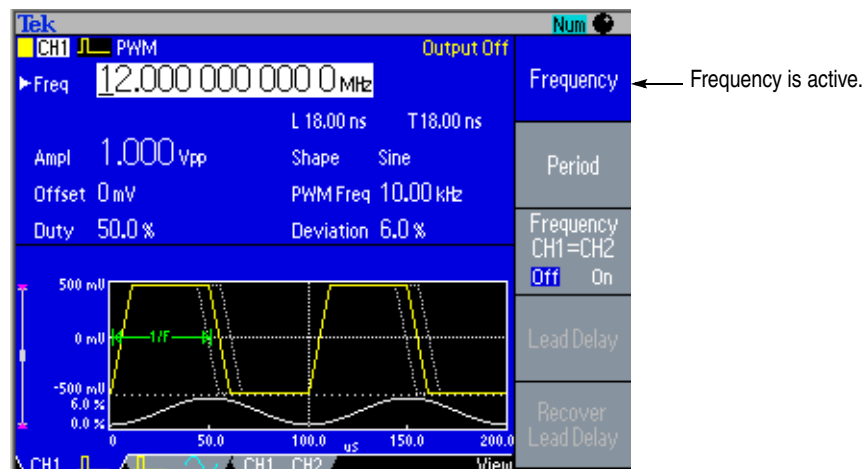 Tek Num
CH1 PWM Output Off
Freq 12.000 000 000 0 MHz
L 18.00 ns T 18.00 ns
Ampl 1.000 Vpp Shape Sine
Offset 0 mV PWM Freq 10.00 kHz
Duty 50.0 % Deviation 6.0 %
500 mU
0 mU
1/F
-500 mU
6.0 %
0.0 %
0 50.0 100.0 us 150.0 200.0
CH1 CH1 CH2 View
Frequency
Period
Frequency
CH1=CH2
Off On
Lead Delay
Recover
Lead Delay
Frequency is active.